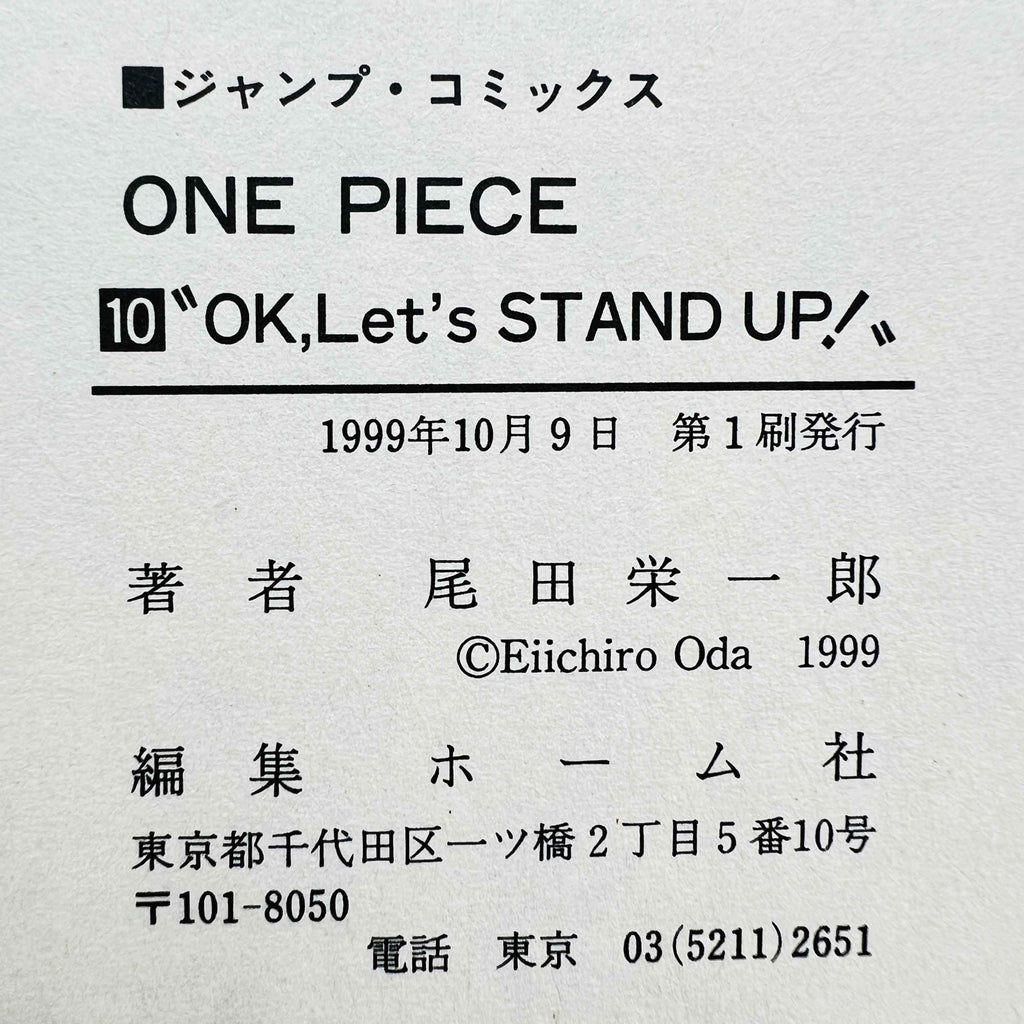 ■ジャンプ・コミックス
ONE PIECE
10〝OK,Let's STAND UP!〟
1999年10月9日 第1刷発行
著者 尾田栄一郎
©Eiichiro Oda 1999
編集 ホーム社
東京都千代田区一ツ橋2丁目5番10号
〒101-8050
電話 東京 03(5211)2651